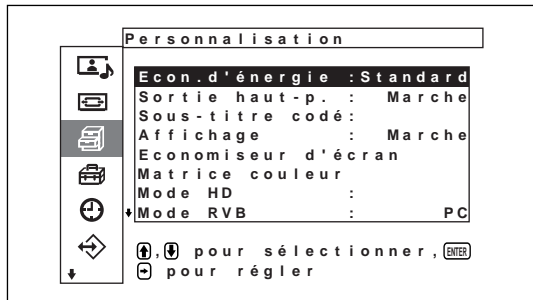 Personnalisation
Econ.d'énergie :Standard
Sortie haut-p. : Marche
Sous-titre codé:
Affichage : Marche
Economiseur d'écran
Matrice couleur
Mode HD :
Mode RVB : PC
, pour sélectionner, ENTER
pour régler